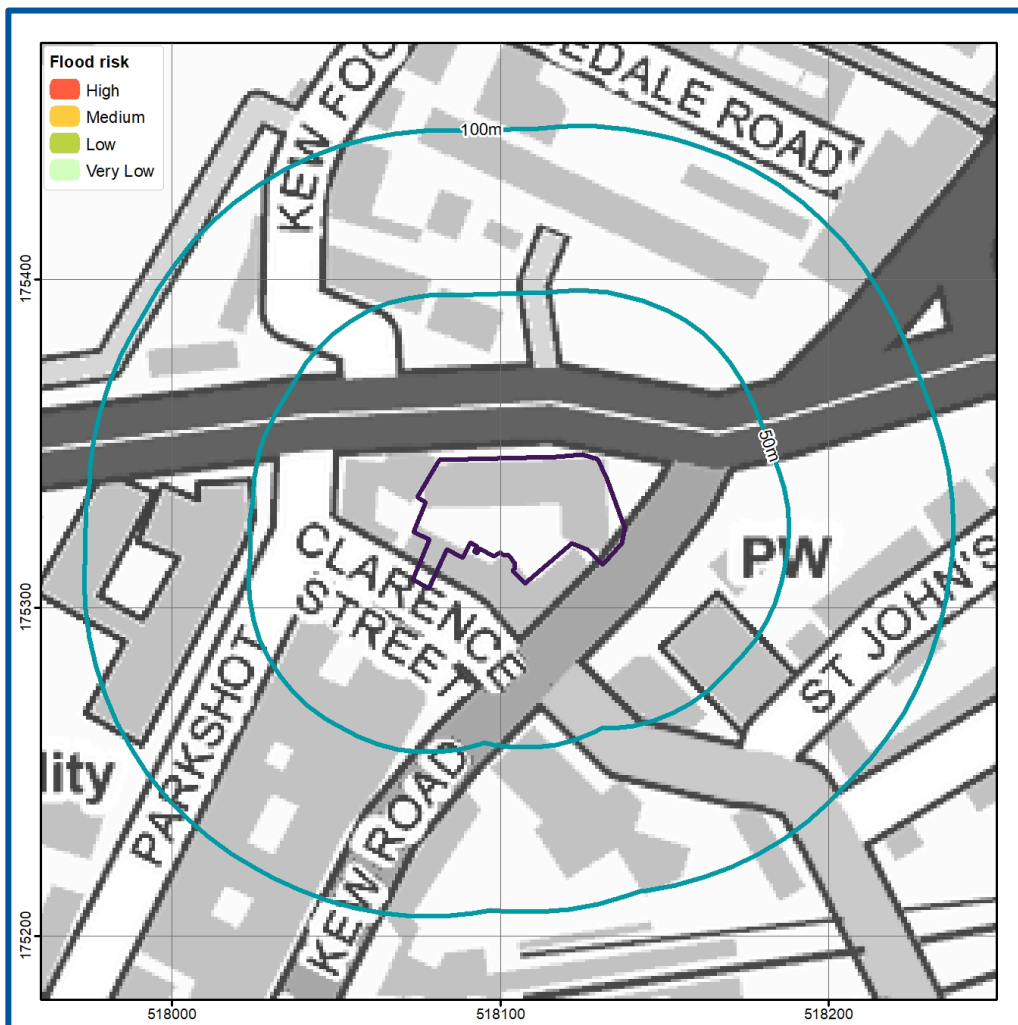 Flood risk
High
Medium
Low
Very Low
KEW FOO
EDALE ROAD
100m
175400
50m
CLARENCE
STREET
PW
175300
ST JOHN'S
PARKSHOT
lity
KEW ROAD
175200
518000
518100
518200